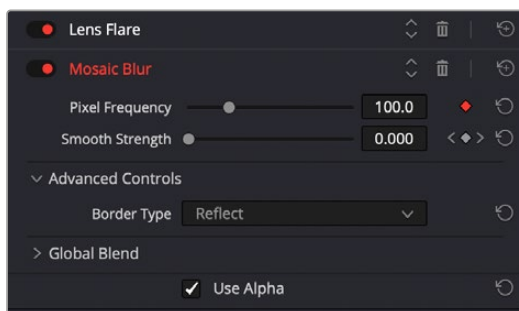 Lens Flare
Mosaic Blur
Pixel Frequency 100.0
Smooth Strength 0.000
Advanced Controls
Border Type Reflect
Global Blend
Use Alpha